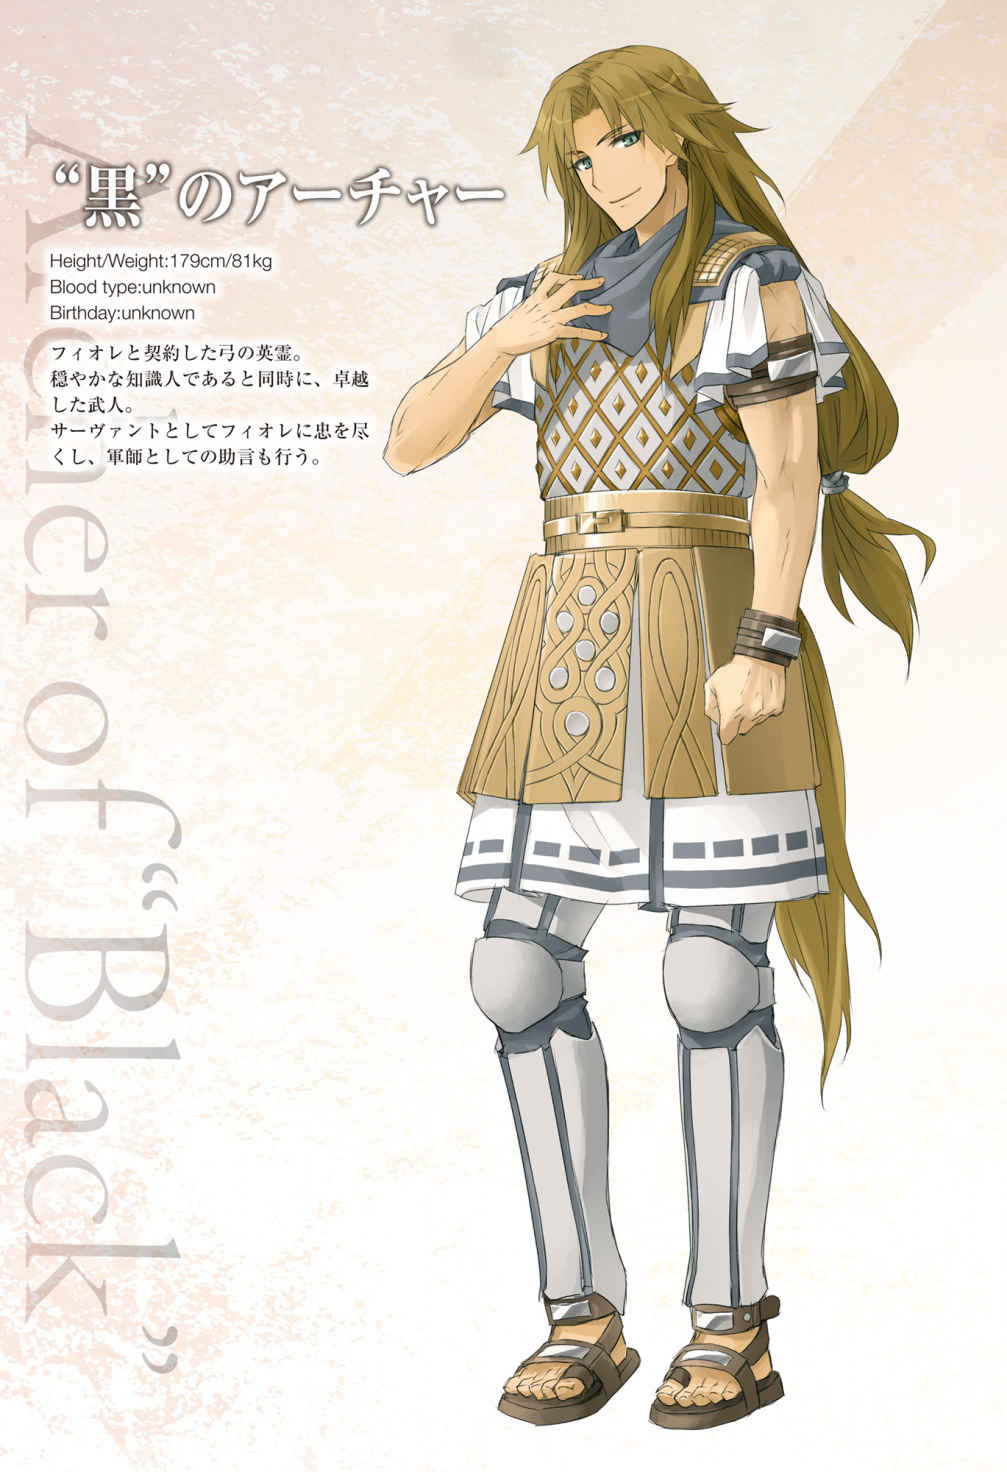 “黒”のアーチャー
Height/Weight:179cm/81kg
Blood type:unknown
Birthday:unknown
フィオレと契約した弓の英霊。
穏やかな知識人であると同時に、卓越
した武人。
サーヴァントとしてフィオレに忠を尽
くし、軍師としての助言も行う。
Archer of “Black”